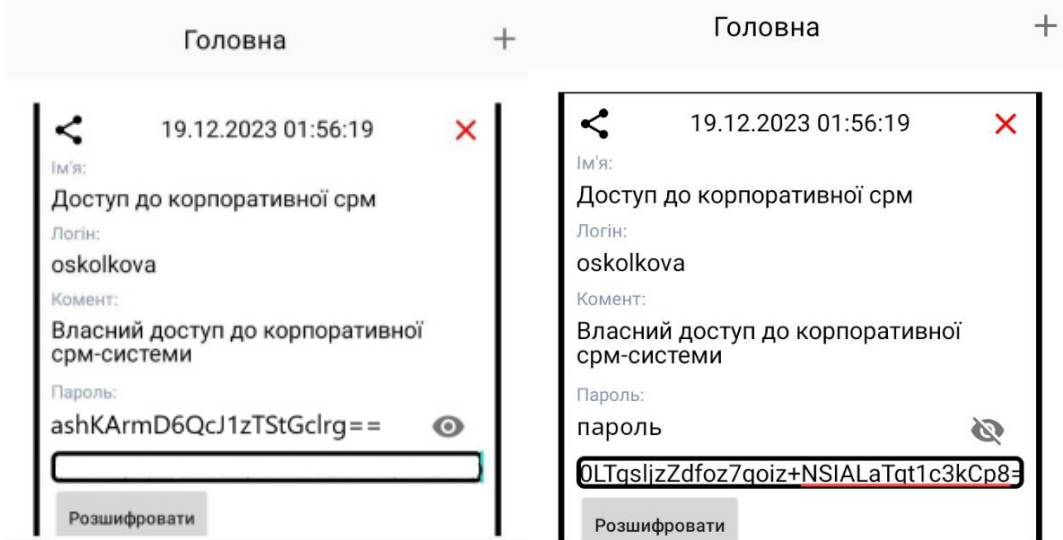 Головна
+
19.12.2023 01:56:19
Ім'я:
Доступ до корпоративної срм
Логін:
oskolkova
Комент:
Власний доступ до корпоративної
срм-системи
Пароль:
ashKArmD6QcJ1zTStGclrg==
Розшифровати
Головна
+
19.12.2023 01:56:19
Ім'я:
Доступ до корпоративної срм
Логін:
oskolkova
Комент:
Власний доступ до корпоративної
срм-системи
Пароль:
пароль
0LTqsljzZdfoz7qoiz+NSIALaTqt1c3kCp8=
Розшифровати